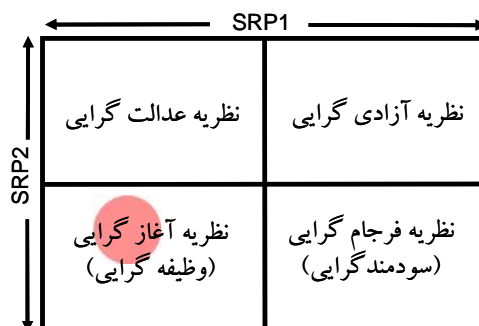 SRP1
SRP2
نظریه آزادی گرایی
نظریه عدالت گرایی
نظریه فرجام گرایی
(سودمندگرایی)
نظریه آغاز گرایی
(وظیفه گرایی)